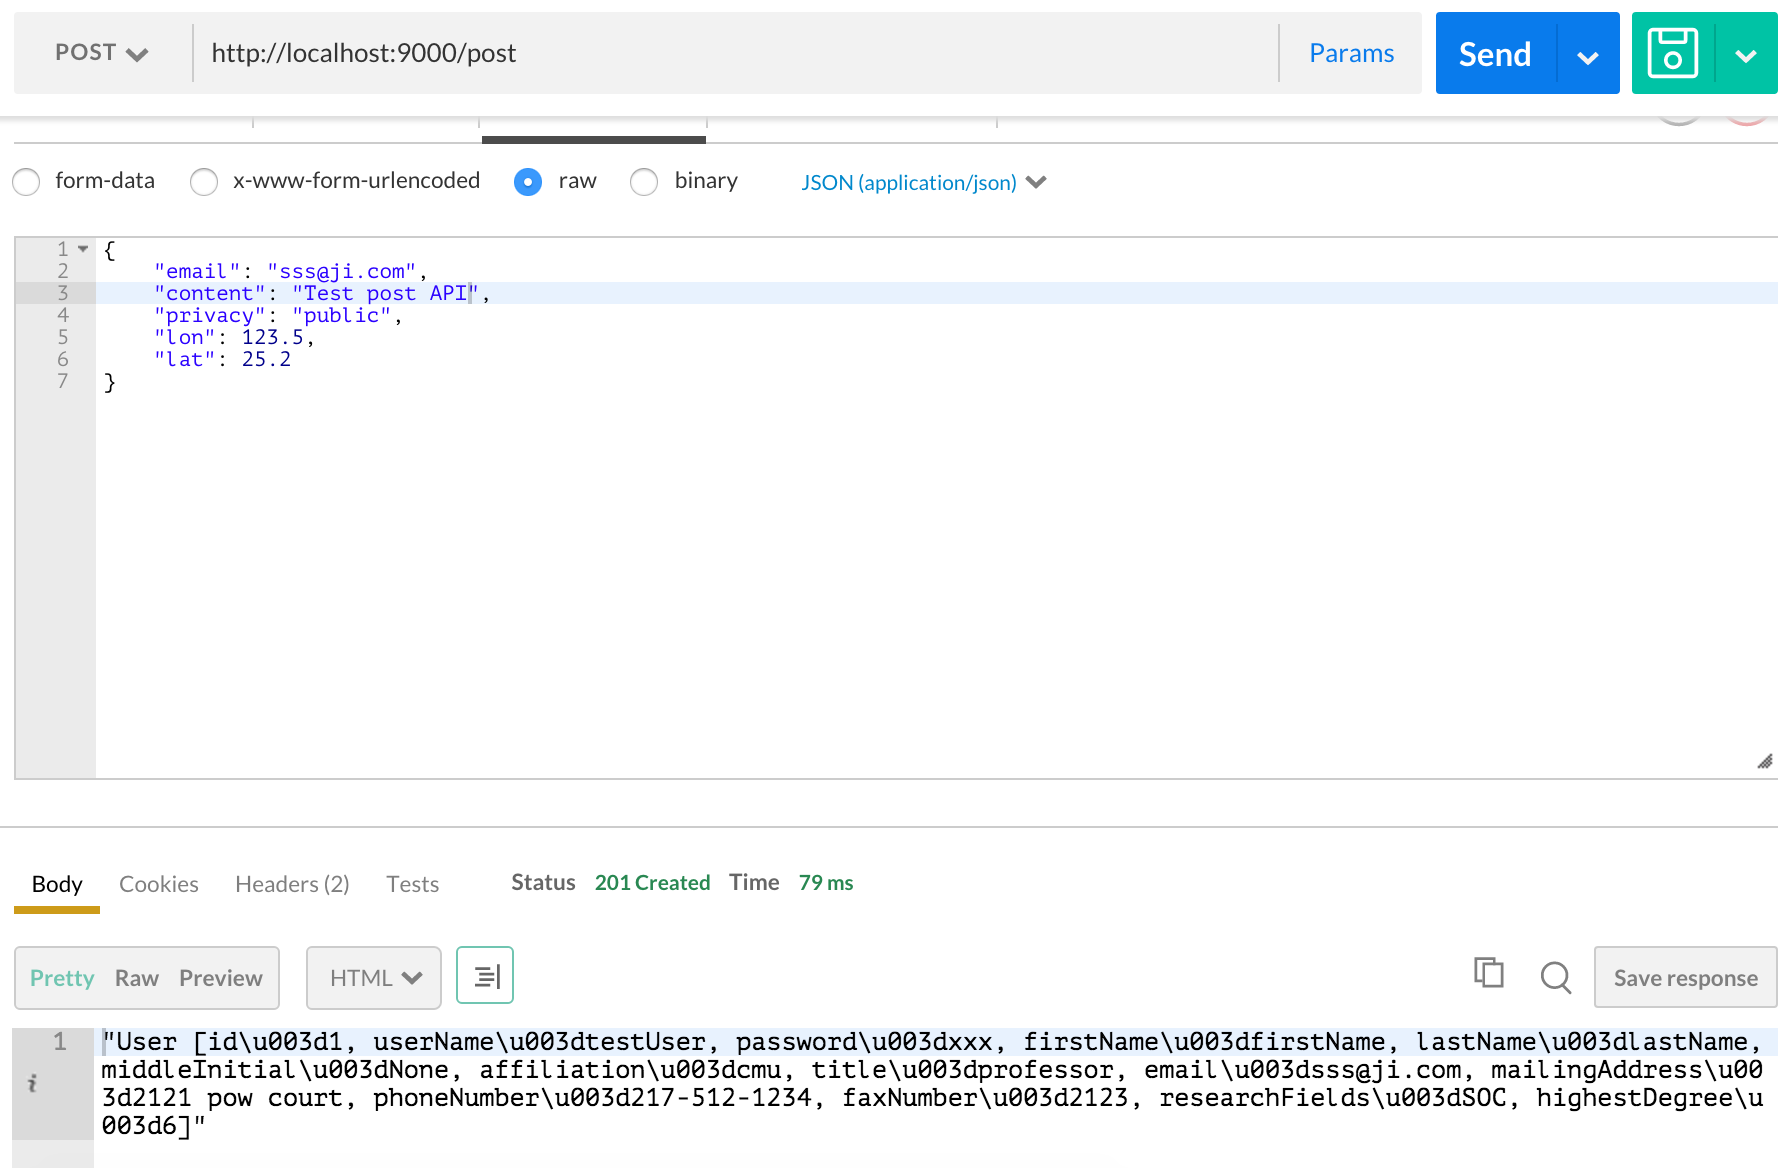 POST http://localhost:9000/post Params Send
form-data x-www-form-urlencoded raw binary JSON (application/json)
1 {
2 "email": "sss@ji.com",
3 "content": "Test post API",
4 "privacy": "public",
5 "lon": 123.5,
6 "lat": 25.2
7 }
Body Cookies Headers (2) Tests Status 201 Created Time 79 ms
Pretty Raw Preview HTML Save response
1 "User [id\u003d1, userName\u003dtestUser, password\u003dxxx, firstName\u003dfirstName, lastName\u003dlastName,
middleInitial\u003dNone, affiliation\u003dcmu, title\u003dprofessor, email\u003dsss@ji.com, mailingAddress\u00
i 3d2121 pow court, phoneNumber\u003d217-512-1234, faxNumber\u003d2123, researchFields\u003dSOC, highestDegree\u
003d6]"